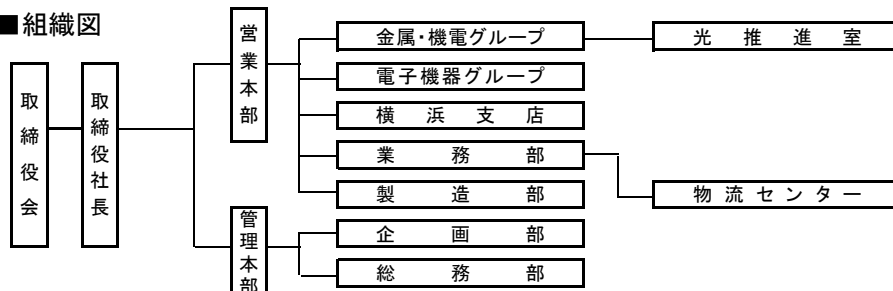 ■組織図
取締役会
取締役社長
営業本部
金属・機電グループ
光推進室
電子機器グループ
横浜支店
業務部
物流センター
製造部
管理本部
企画部
総務部